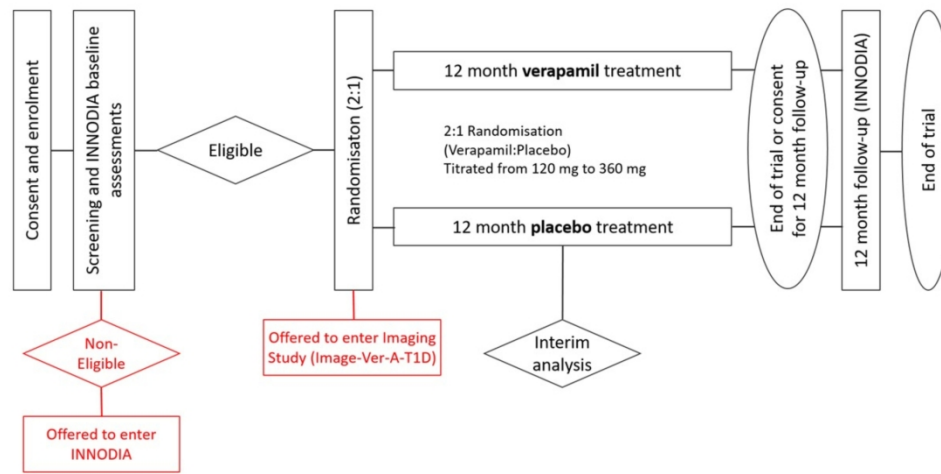 Consent and enrolment
Screening and INNODIA baseline
assessments
Eligible
Randomisaton (2:1)
12 month verapamil treatment
2:1 Randomisation
(Verapamil:Placebo)
Titrated from 120 mg to 360 mg
12 month placebo treatment
End of trial or consent
for 12 month follow-up
12 month follow-up (INNODIA)
End of trial
Non-
Eligible
Offered to enter
INNODIA
Offered to enter Imaging
Study (Image-Ver-A-T1D)
Interim
analysis